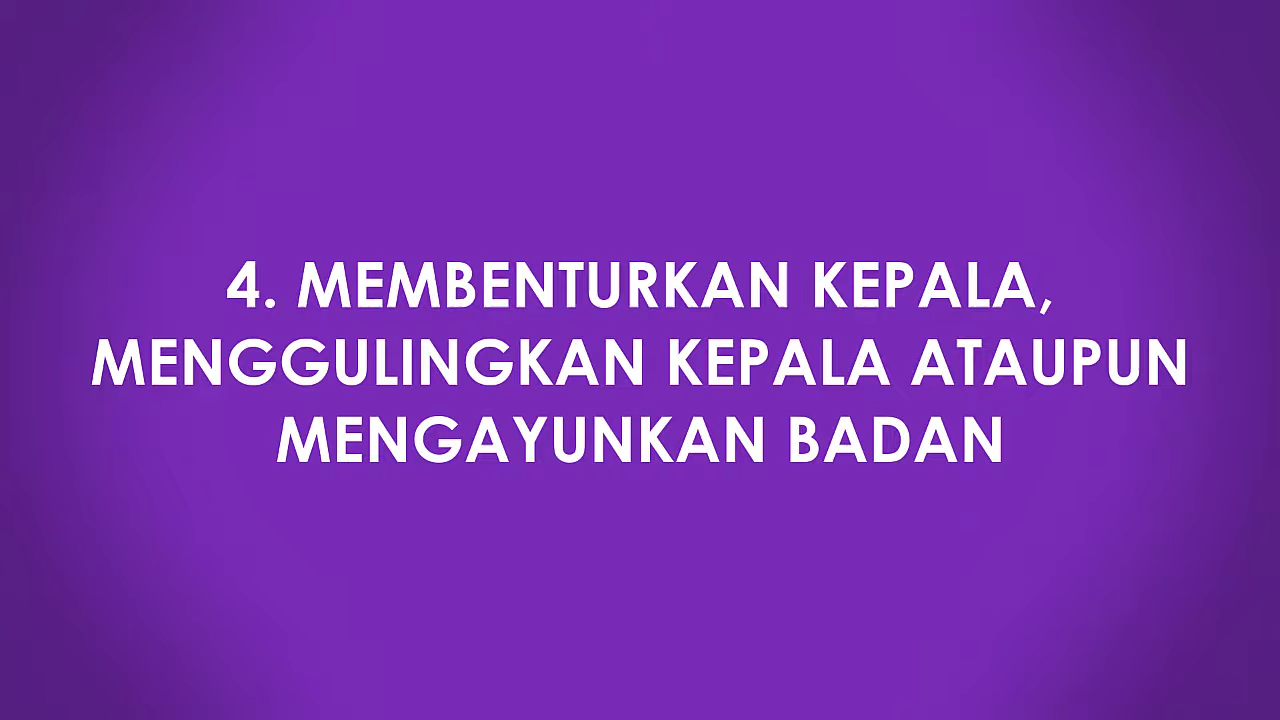 4. MEMBENTURKAN KEPALA,
MENGGULINGKAN KEPALA ATAUPUN
MENGAYUNKAN BADAN